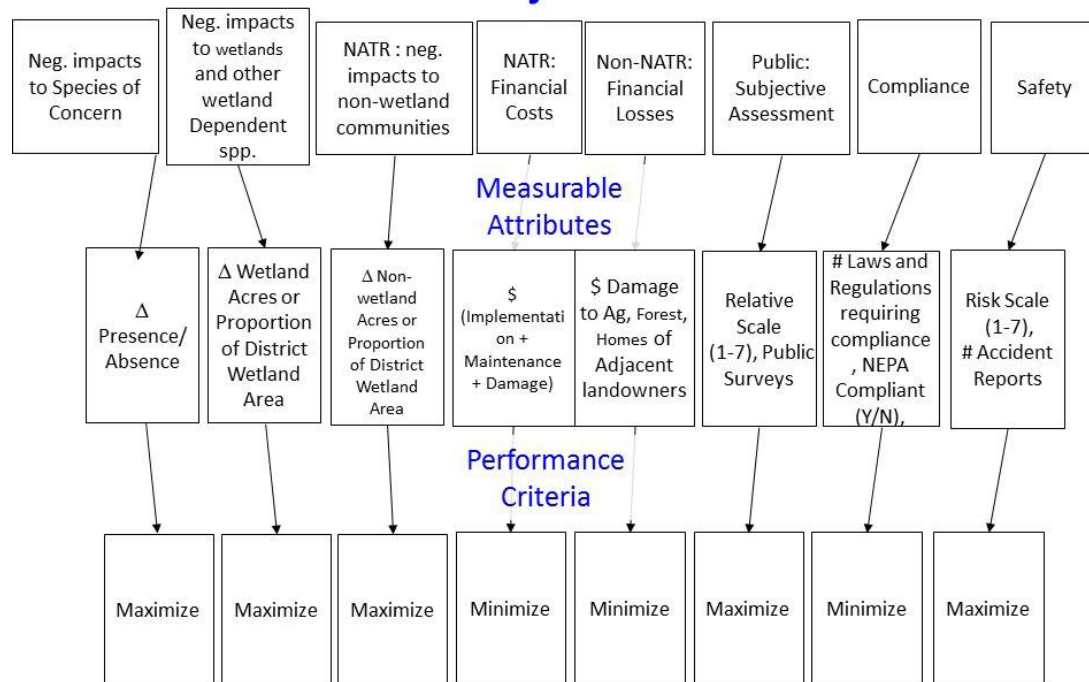 Neg. impacts
to Species of
Concern
Neg. impacts
to wetlands
and other
wetland
Dependent
spp.
NATR : neg.
impacts to
non-wetland
communities
NATR:
Financial
Costs
Non-NATR:
Financial
Losses
Public:
Subjective
Assessment
Compliance
Safety
Measurable
Attributes
Δ
Presence/
Absence
Δ Wetland
Acres or
Proportion
of District
Wetland
Area
Δ Non-
wetland
Acres or
Proportion
of District
Wetland
Area
$
(Implementati
on +
Maintenance
+ Damage)
$ Damage
to Ag, Forest,
Homes of
Adjacent
landowners
Relative
Scale
(1-7), Public
Surveys
# Laws and
Regulations
requiring
compliance
, NEPA
Compliant
(Y/N),
Risk Scale
(1-7),
# Accident
Reports
Performance
Criteria
Maximize
Maximize
Maximize
Minimize
Minimize
Maximize
Minimize
Maximize